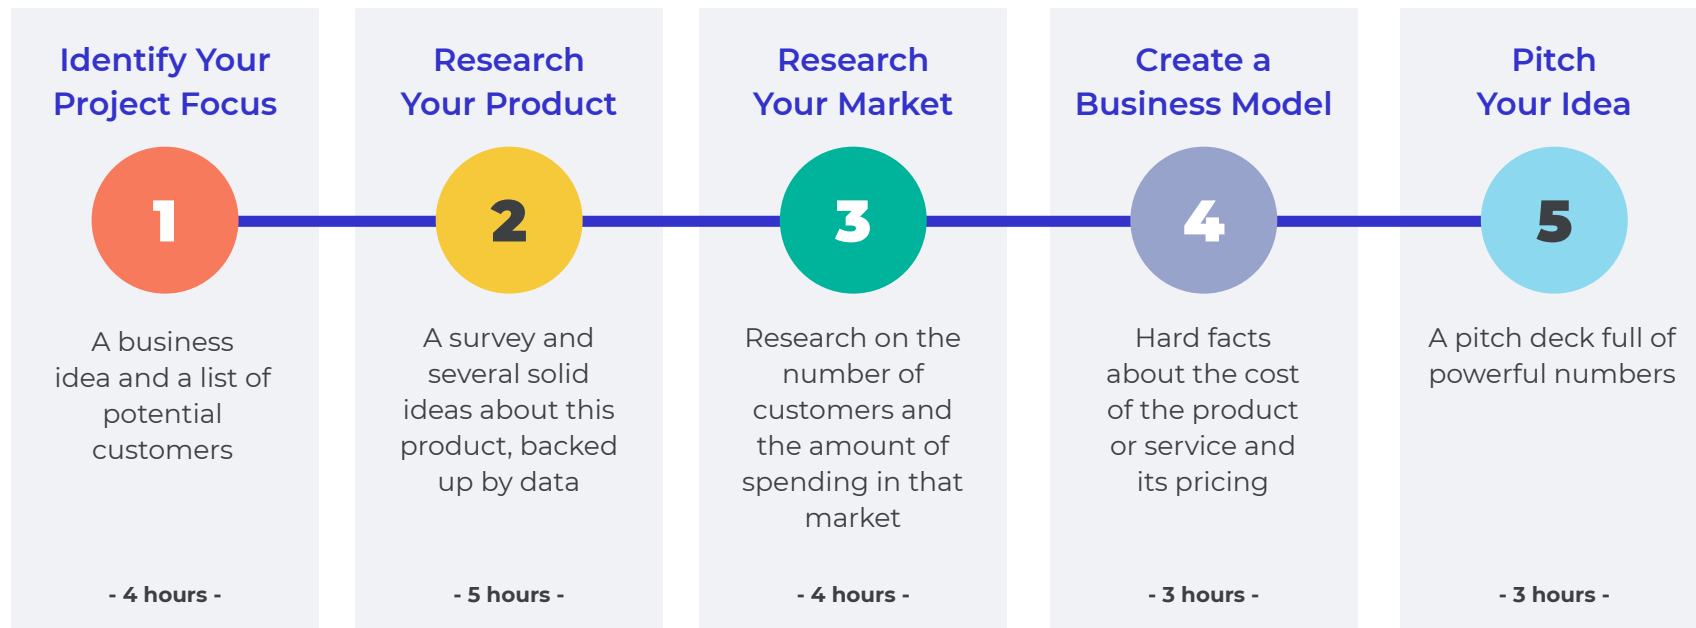 Identify Your
Project Focus
1
A business
idea and a list of
potential
customers
- 4 hours -
Research
Your Product
2
A survey and
several solid
ideas about this
product, backed
up by data
- 5 hours -
Research
Your Market
3
Research on the
number of
customers and
the amount of
spending in that
market
- 4 hours -
Create a
Business Model
4
Hard facts
about the cost
of the product
or service and
its pricing
- 3 hours -
Pitch
Your Idea
5
A pitch deck full of
powerful numbers
- 3 hours -